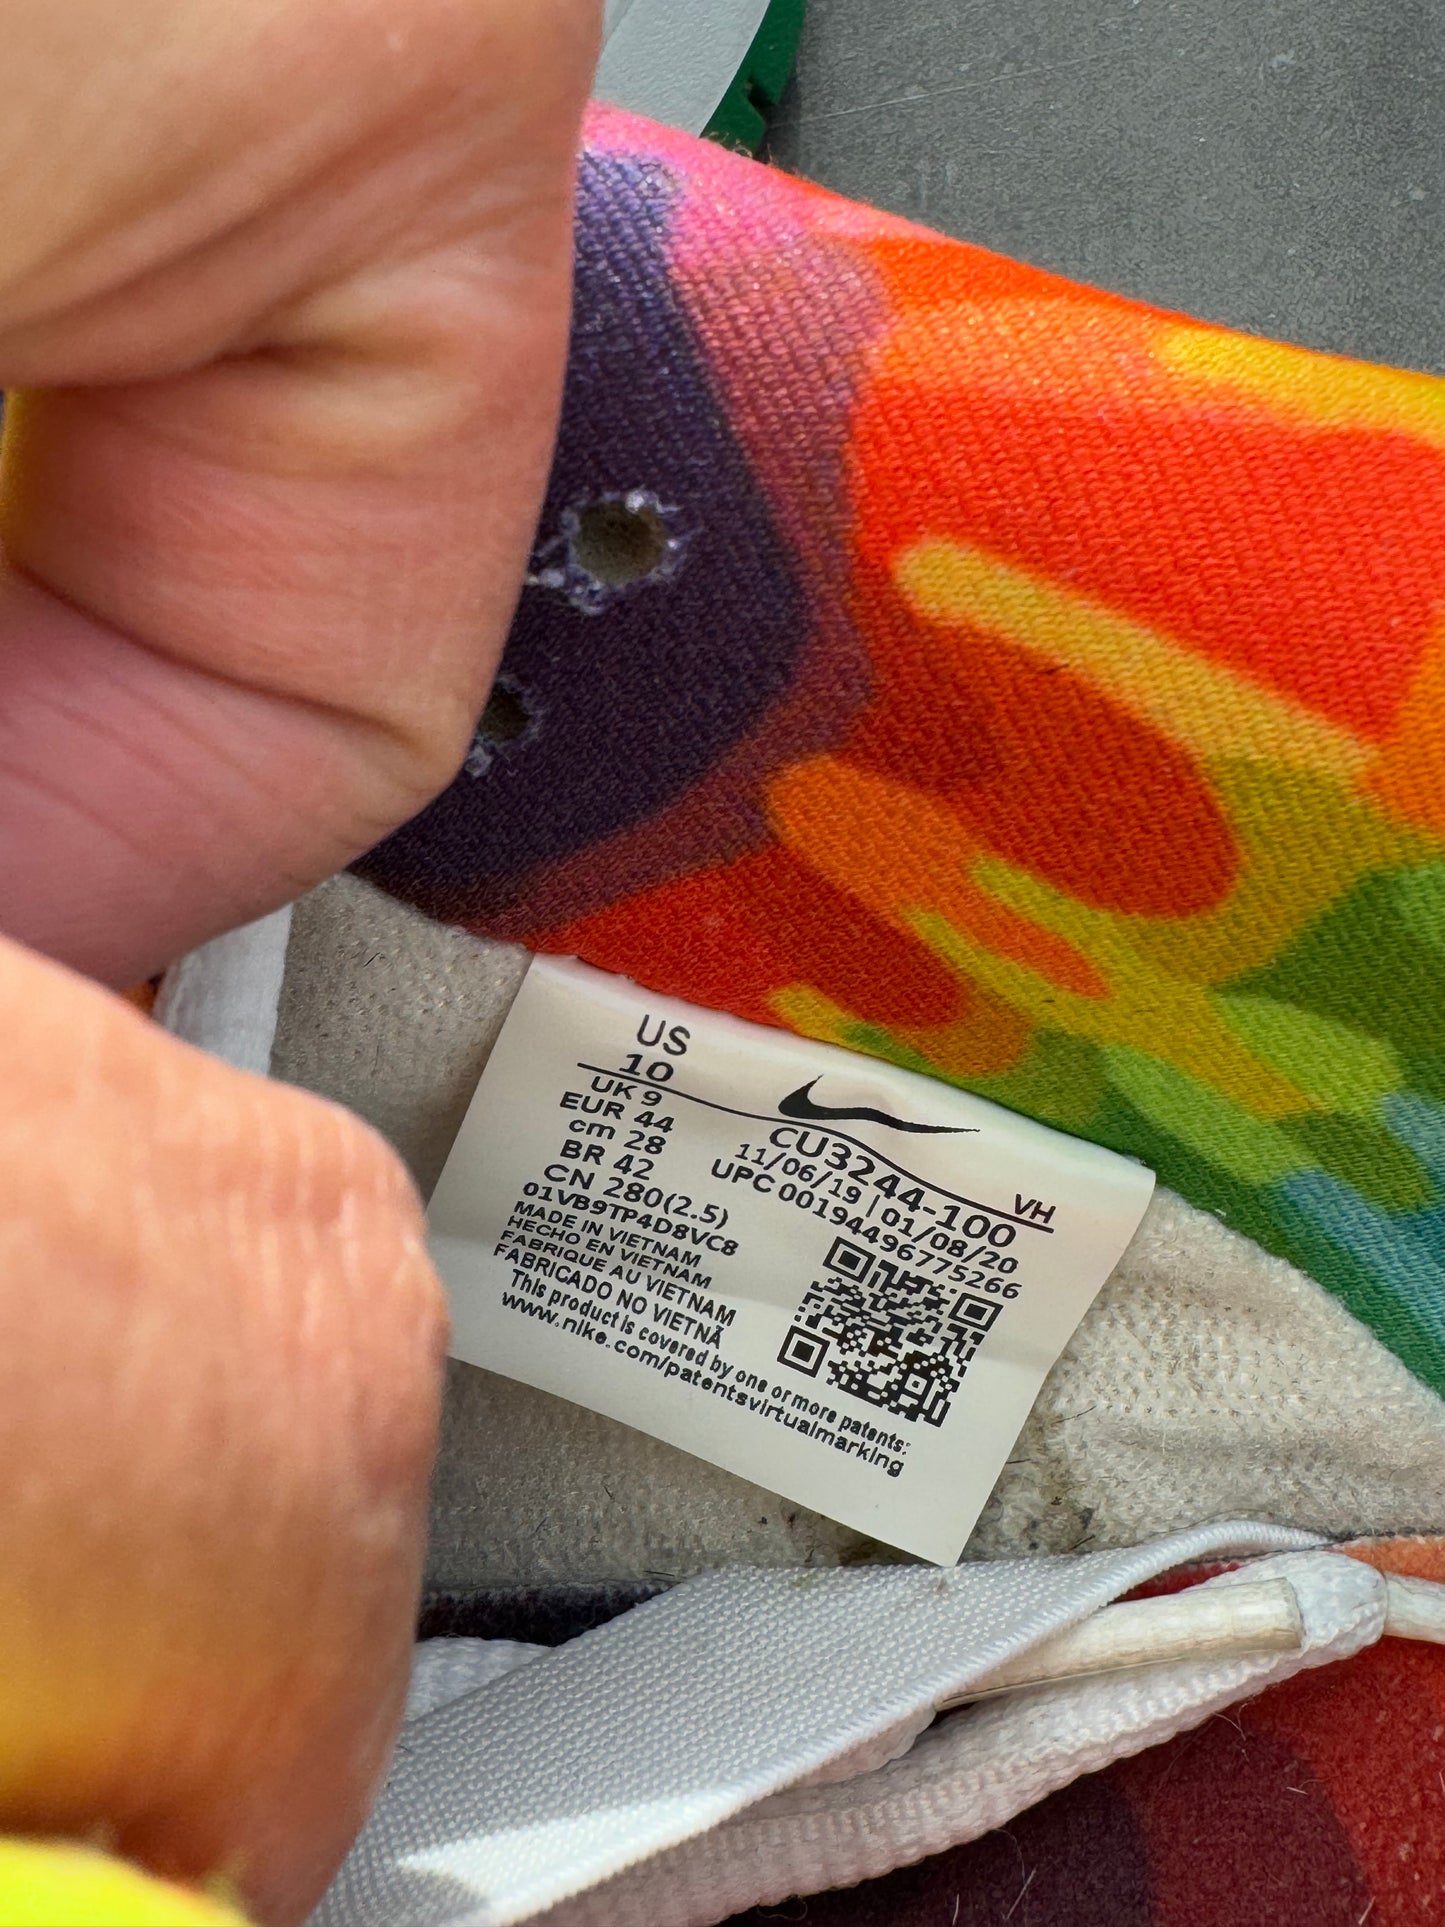 US
10
UK 9
EUR 44
cm 28
BR 42
CN 280(2.5)
01VB9TP4D8VC8
MADE IN VIETNAM
HECHO EN VIETNAM
FABRIQUE AU VIETNAM
FABRICADO NO VIETNÃ
This product is covered by one or more patents:
www.nike.com/patentsvirtualmarking
VH
CU3244-100
11/06/19 | 01/08/20
UPC 00194496775266